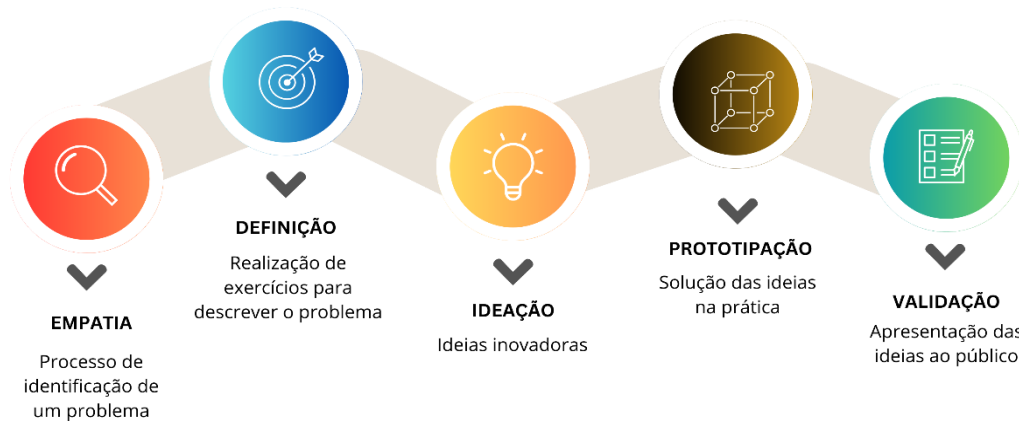 EMPATIA
Processo de
identificação de
um problema
DEFINIÇÃO
Realização de
exercícios para
descrever o problema
IDEAÇÃO
Ideias inovadoras
PROTOTIPAÇÃO
Solução das ideias
na prática
VALIDAÇÃO
Apresentação das
ideias ao público